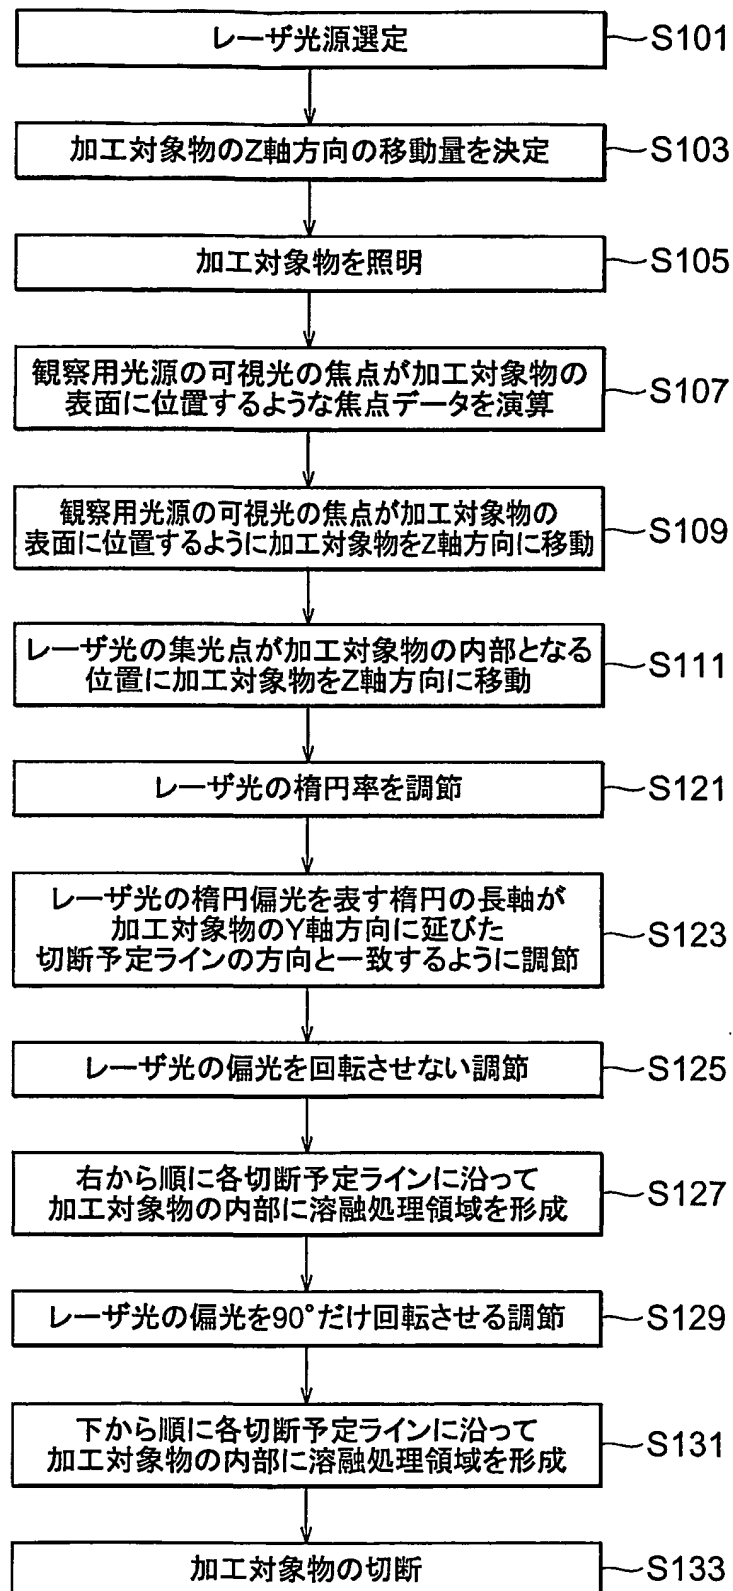 レーザ光源選定
S101
加工対象物のZ軸方向の移動量を決定
S103
加工対象物を照明
S105
観察用光源の可視光の焦点が加工対象物の
表面に位置するような焦点データを演算
S107
観察用光源の可視光の焦点が加工対象物の
表面に位置するように加工対象物をZ軸方向に移動
S109
レーザ光の集光点が加工対象物の内部となる
位置に加工対象物をZ軸方向に移動
S111
レーザ光の楕円率を調節
S121
レーザ光の楕円偏光を表す楕円の長軸が
加工対象物のY軸方向に延びた
切断予定ラインの方向と一致するように調節
S123
レーザ光の偏光を回転させない調節
S125
右から順に各切断予定ラインに沿って
加工対象物の内部に溶融処理領域を形成
S127
レーザ光の偏光を90°だけ回転させる調節
S129
下から順に各切断予定ラインに沿って
加工対象物の内部に溶融処理領域を形成
S131
加工対象物の切断
S133